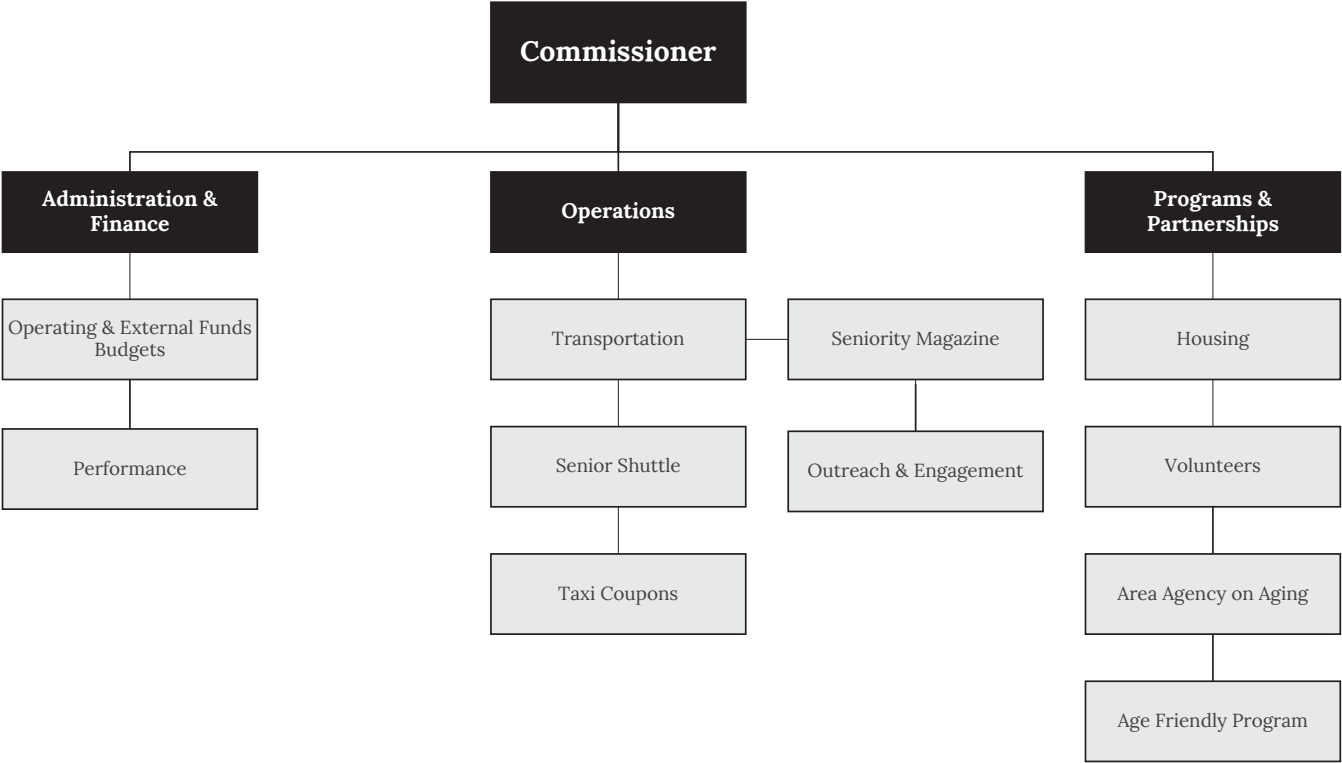 Commissioner
Administration &
Finance
Operations
Programs &
Partnerships
Operating & External Funds
Budgets
Transportation
Seniority Magazine
Housing
Performance
Senior Shuttle
Outreach & Engagement
Volunteers
Taxi Coupons
Area Agency on Aging
Age Friendly Program